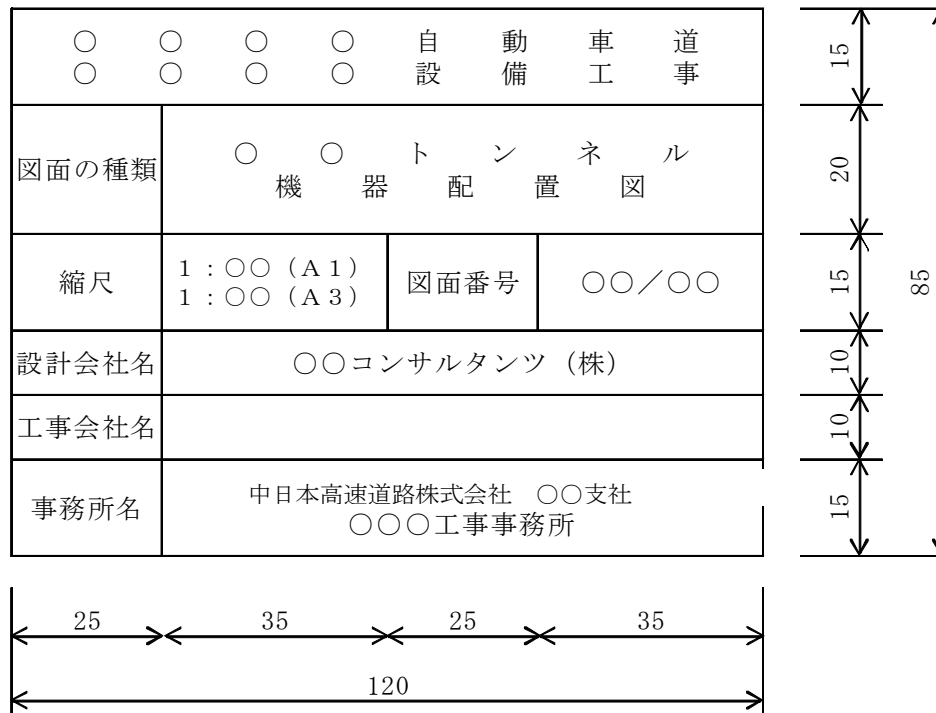 ○ ○ ○ ○ 自 動 車 道
○ ○ ○ ○ 設 備 工 事
図面の種類
○ ○ ト ン ネ ル
機 器 配 置 図
縮尺
1：○○（A1）
1：○○（A3）
図面番号
○○／○○
設計会社名
○○コンサルタンツ（株）
工事会社名
事務所名
中日本高速道路株式会社　○○支社
○○○工事事務所
15
20
15
10
10
15
85
25
35
25
35
120